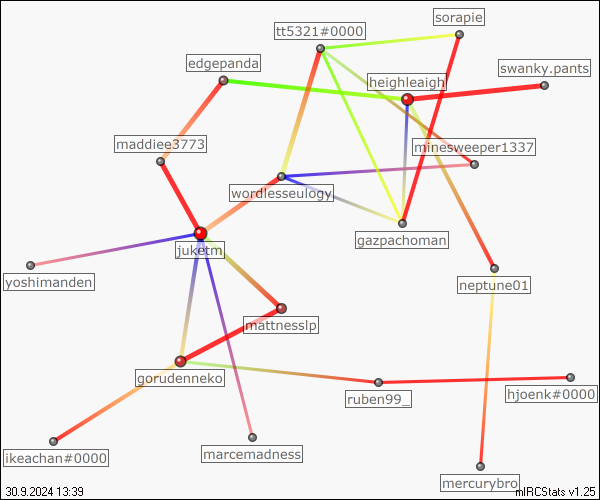 sorapie
tt5321#0000
edgepanda
swanky.pants
heighleaigh
maddiee3773
minesweeper1337
wordlesseulogy
gazpachoman
juketm
yoshimanden
neptune01
mattnesslp
gorudenneko
ruben99_
hjoenk#0000
ikeachan#0000
marcemadness
mercurybro
30.9.2024 13:39
mIRCStats v1.25